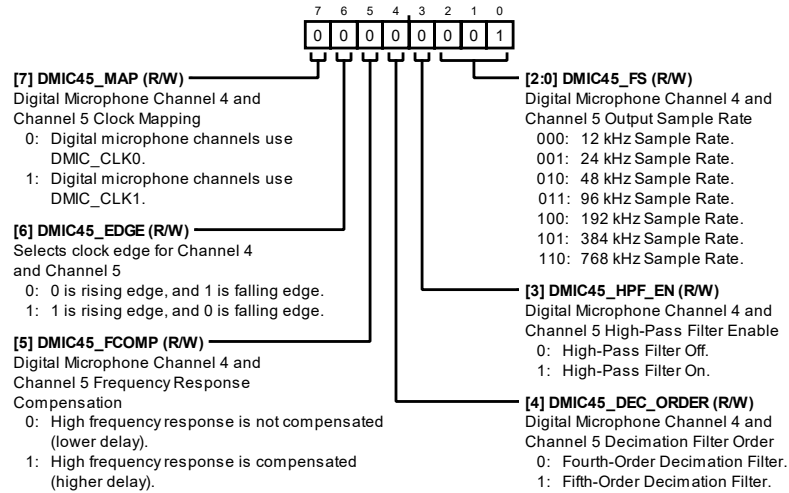 7 6 5 4 3 2 1 0
0 0 0 0 0 0 0 1
[7] DMIC45_MAP (R/W)
Digital Microphone Channel 4 and
Channel 5 Clock Mapping
0: Digital microphone channels use
DMIC_CLK0.
1: Digital microphone channels use
DMIC_CLK1.
[6] DMIC45_EDGE (R/W)
Selects clock edge for Channel 4
and Channel 5
0: 0 is rising edge, and 1 is falling edge.
1: 1 is rising edge, and 0 is falling edge.
[5] DMIC45_FCOMP (R/W)
Digital Microphone Channel 4 and
Channel 5 Frequency Response
Compensation
0: High frequency response is not compensated
(lower delay).
1: High frequency response is compensated
(higher delay).
[2:0] DMIC45_FS (R/W)
Digital Microphone Channel 4 and
Channel 5 Output Sample Rate
000: 12 kHz Sample Rate.
001: 24 kHz Sample Rate.
010: 48 kHz Sample Rate.
011: 96 kHz Sample Rate.
100: 192 kHz Sample Rate.
101: 384 kHz Sample Rate.
110: 768 kHz Sample Rate.
[3] DMIC45_HPF_EN (R/W)
Digital Microphone Channel 4 and
Channel 5 High-Pass Filter Enable
0: High-Pass Filter Off.
1: High-Pass Filter On.
[4] DMIC45_DEC_ORDER (R/W)
Digital Microphone Channel 4 and
Channel 5 Decimation Filter Order
0: Fourth-Order Decimation Filter.
1: Fifth-Order Decimation Filter.